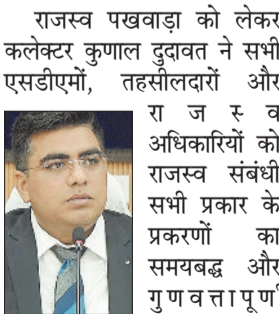 राजस्व पखवाड़ा को लेकर
कलेक्टर कुणाल दुदावत ने सभी
एसडीएमों, तहसीलदारों और
राजस्व
अधिकारियों को
राजस्व संबंधी
सभी प्रकार के
प्रकरणों का
समयबद्ध और
गुणवत्तापूर्ण